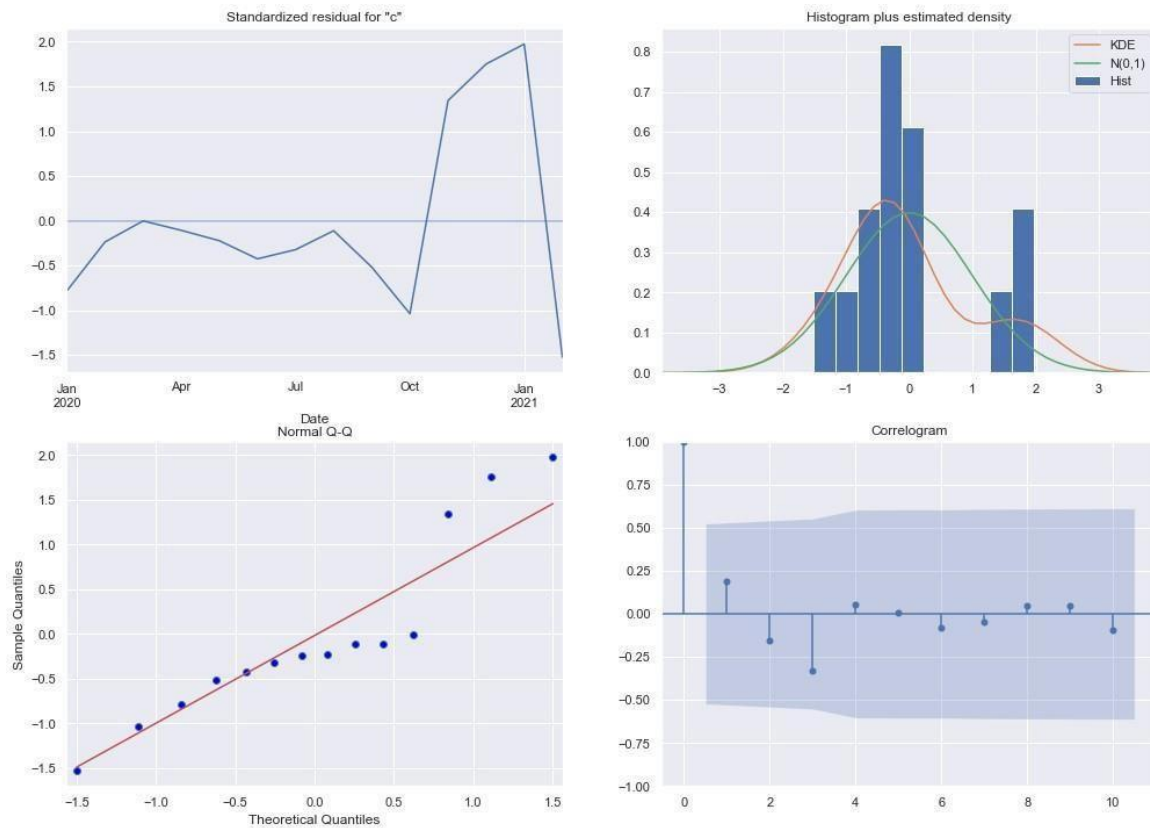 Standardized residual for "c"
2.0
1.5
1.0
0.5
0.0
−0.5
−1.0
−1.5
Jan Apr Jul Oct Jan
2020 2021
Date
Histogram plus estimated density
KDE
N(0,1)
Hist
0.8
0.7
0.6
0.5
0.4
0.3
0.2
0.1
0.0
−3 −2 −1 0 1 2 3
Normal Q-Q
Sample Quantiles
2.0
1.5
1.0
0.5
0.0
−0.5
−1.0
−1.5
−1.5 −1.0 −0.5 0.0 0.5 1.0 1.5
Theoretical Quantiles
Correlogram
1.00
0.75
0.50
0.25
0.00
−0.25
−0.50
−0.75
−1.00
0 2 4 6 8 10